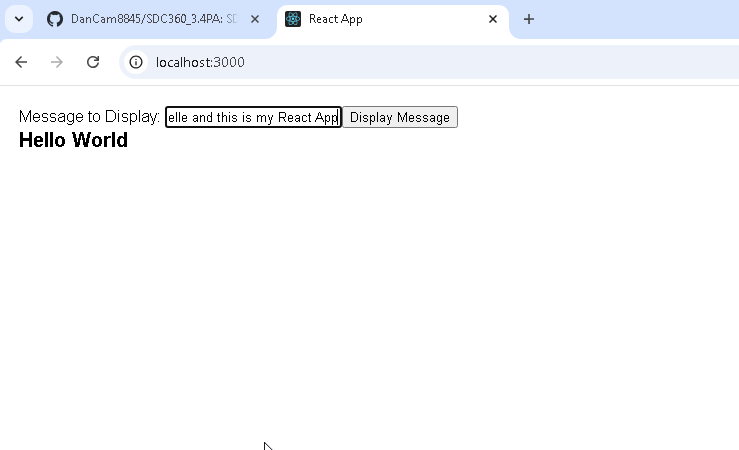 DanCam8845/SDC360_3.4PA: SD
React App
localhost:3000
Message to Display: elle and this is my React App Display Message
Hello World